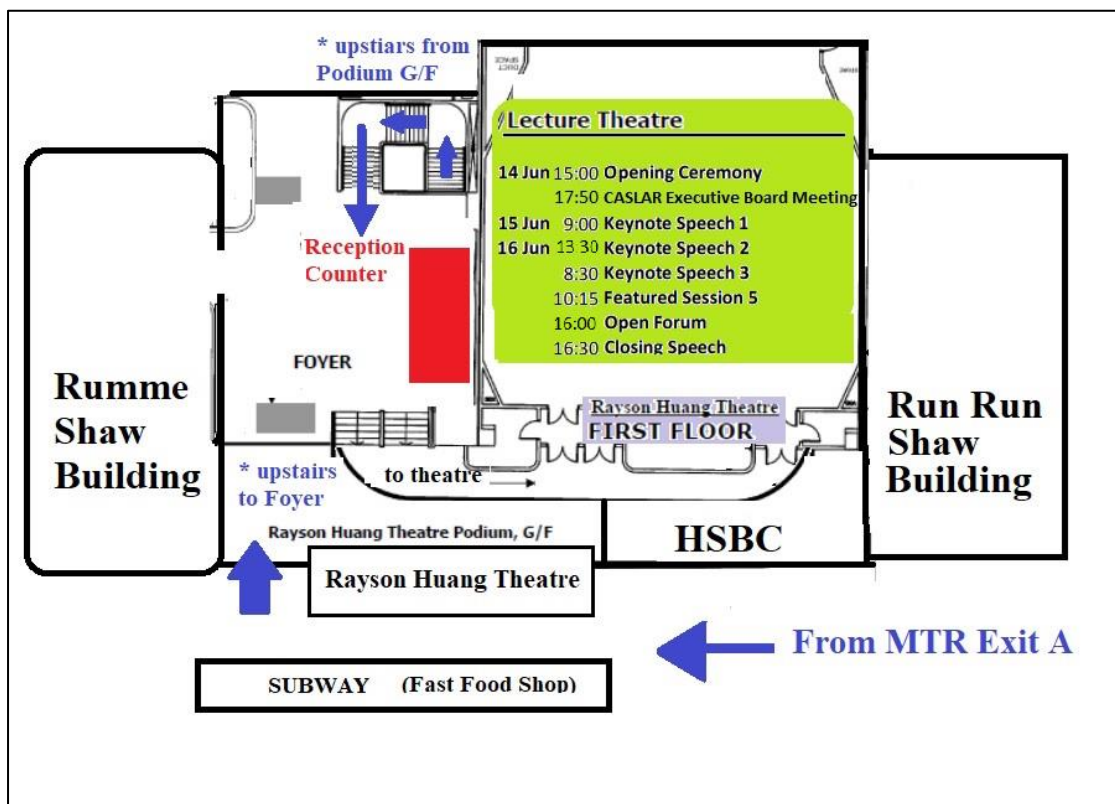 * upstiars from
Podium G/F
DUCT
SPACE
Lecture Theatre
14 Jun 15:00 Opening Ceremony
17:50 CASLAR Executive Board Meeting
15 Jun 9:00 Keynote Speech 1
16 Jun 13 30 Keynote Speech 2
8:30 Keynote Speech 3
10:15 Featured Session 5
16:00 Open Forum
16:30 Closing Speech
Reception
Counter
FOYER
Rumme
Shaw
Building
Rayson Huang Theatre
FIRST FLOOR
Run Run
Shaw
Building
* upstairs
to Foyer
to theatre
Rayson Huang Theatre Podium, G/F
HSBC
Rayson Huang Theatre
From MTR Exit A
SUBWAY (Fast Food Shop)